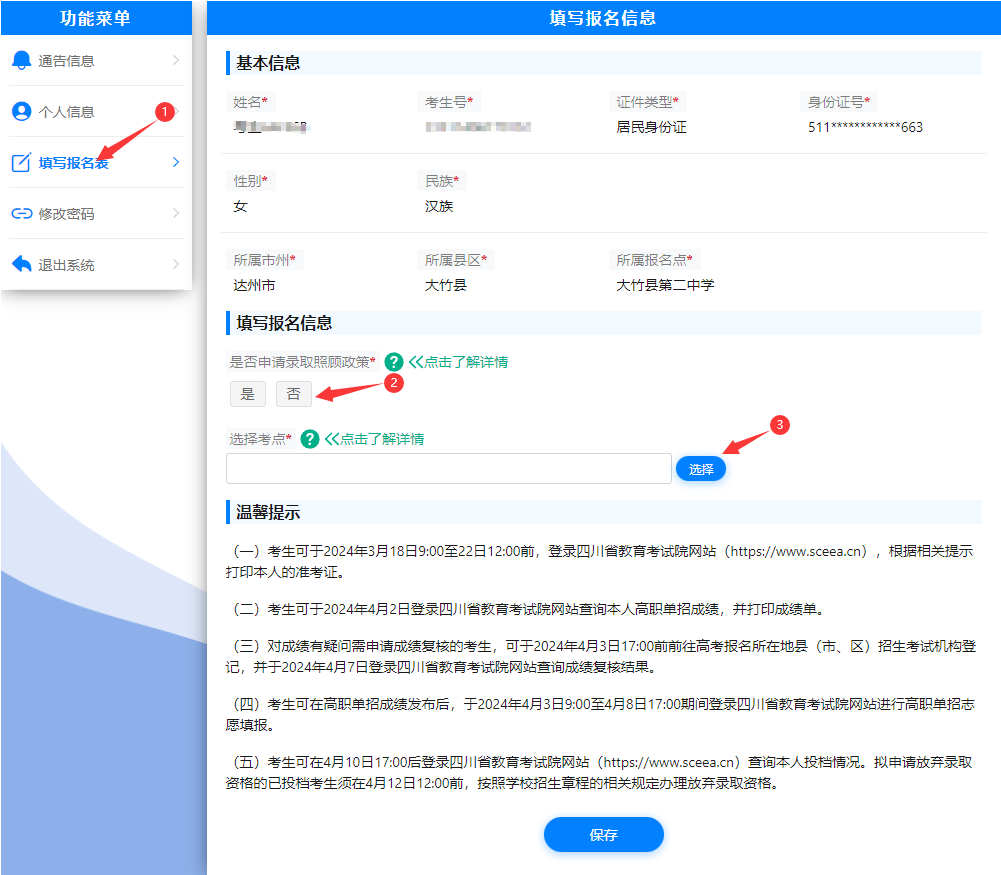 功能菜单
通告信息
个人信息
1
填写报名表
修改密码
退出系统
填写报名信息
基本信息
姓名* 考生号* 证件类型* 身份证号*
居民身份证 511************663
性别* 民族*
女 汉族
所属市州* 所属县区* 所属报名点*
达州市 大竹县 大竹县第二中学
填写报名信息
是否申请录取照顾政策* ? 点击了解详情
是 否 2
选择考点* ? 点击了解详情
3
选择
温馨提示
（一）考生可于2024年3月18日9:00至22日12:00前，登录四川省教育考试院网站（https://www.sceea.cn），根据相关提示
打印本人的准考证。
（二）考生可于2024年4月2日登录四川省教育考试院网站查询本人高职单招成绩，并打印成绩单。
（三）对成绩有疑问需申请成绩复核的考生，可于2024年4月3日17:00前前往高考报名所在地县（市、区）招生考试机构登
记，并于2024年4月7日登录四川省教育考试院网站查询成绩复核结果。
（四）考生可在高职单招成绩发布后，于2024年4月3日9:00至4月8日17:00期间登录四川省教育考试院网站进行高职单招志
愿填报。
（五）考生可在4月10日17:00后登录四川省教育考试院网站（https://www.sceea.cn）查询本人投档情况。拟申请放弃录取
资格的已投档考生须在4月12日12:00前，按照学校招生章程的相关规定办理放弃录取资格。
保存